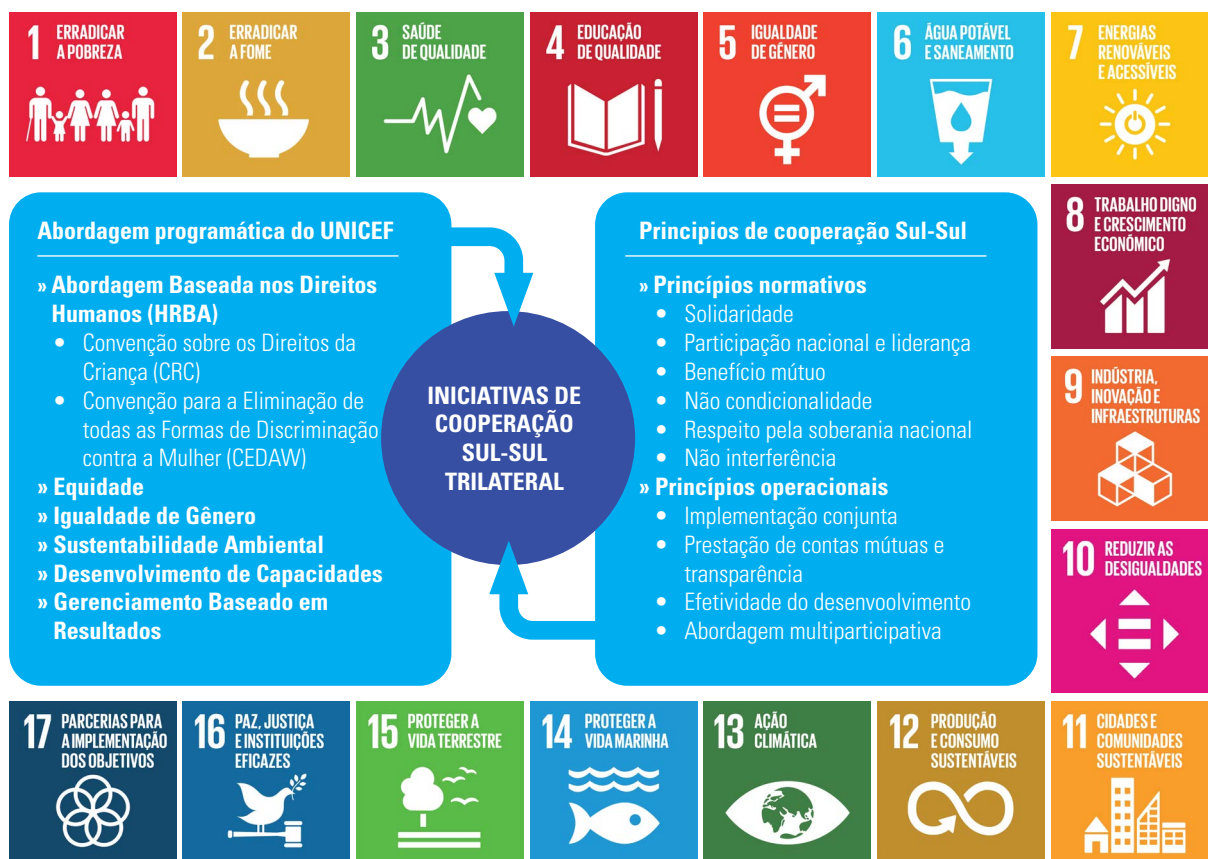 1 ERRADICAR
A POBREZA
2 ERRADICAR
A FOME
3 SAÚDE
DE QUALIDADE
4 EDUCAÇÃO
DE QUALIDADE
5 IGUALDADE
DE GÉNERO
6 ÁGUA POTÁVEL
E SANEAMENTO
7 ENERGIAS
RENOVÁVEIS
E ACESSÍVEIS
Abordagem programática do UNICEF
» Abordagem Baseada nos Direitos
Humanos (HRBA)
• Convenção sobre os Direitos da
Criança (CRC)
• Convenção para a Eliminação de
todas as Formas de Discriminação
contra a Mulher (CEDAW)
» Equidade
» Igualdade de Gênero
» Sustentabilidade Ambiental
» Desenvolvimento de Capacidades
» Gerenciamento Baseado em
Resultados
INICIATIVAS DE
COOPERAÇÃO
SUL-SUL
TRILATERAL
Principios de cooperação Sul-Sul
» Princípios normativos
• Solidaridade
• Participação nacional e liderança
• Benefício mútuo
• Não condicionalidade
• Respeito pela soberania nacional
• Não interferência
» Princípios operacionais
• Implementação conjunta
• Prestação de contas mútuas e
transparência
• Efetividade do desenvoolvimento
• Abordagem multiparticipativa
8 TRABALHO DIGNO
E CRESCIMENTO
ECONÓMICO
9 INDÚSTRIA,
INOVAÇÃO E
INFRAESTRUTURAS
10 REDUZIR AS
DESIGUALDADES
17 PARCERIAS PARA
A IMPLEMENTAÇÃO
DOS OBJETIVOS
16 PAZ, JUSTIÇA
E INSTITUIÇÕES
EFICAZES
15 PROTEGER A
VIDA TERRESTRE
14 PROTEGER A
VIDA MARINHA
13 AÇÃO
CLIMÁTICA
12 PRODUÇÃO
E CONSUMO
SUSTENTÁVEIS
11 CIDADES E
COMUNIDADES
SUSTENTÁVEIS